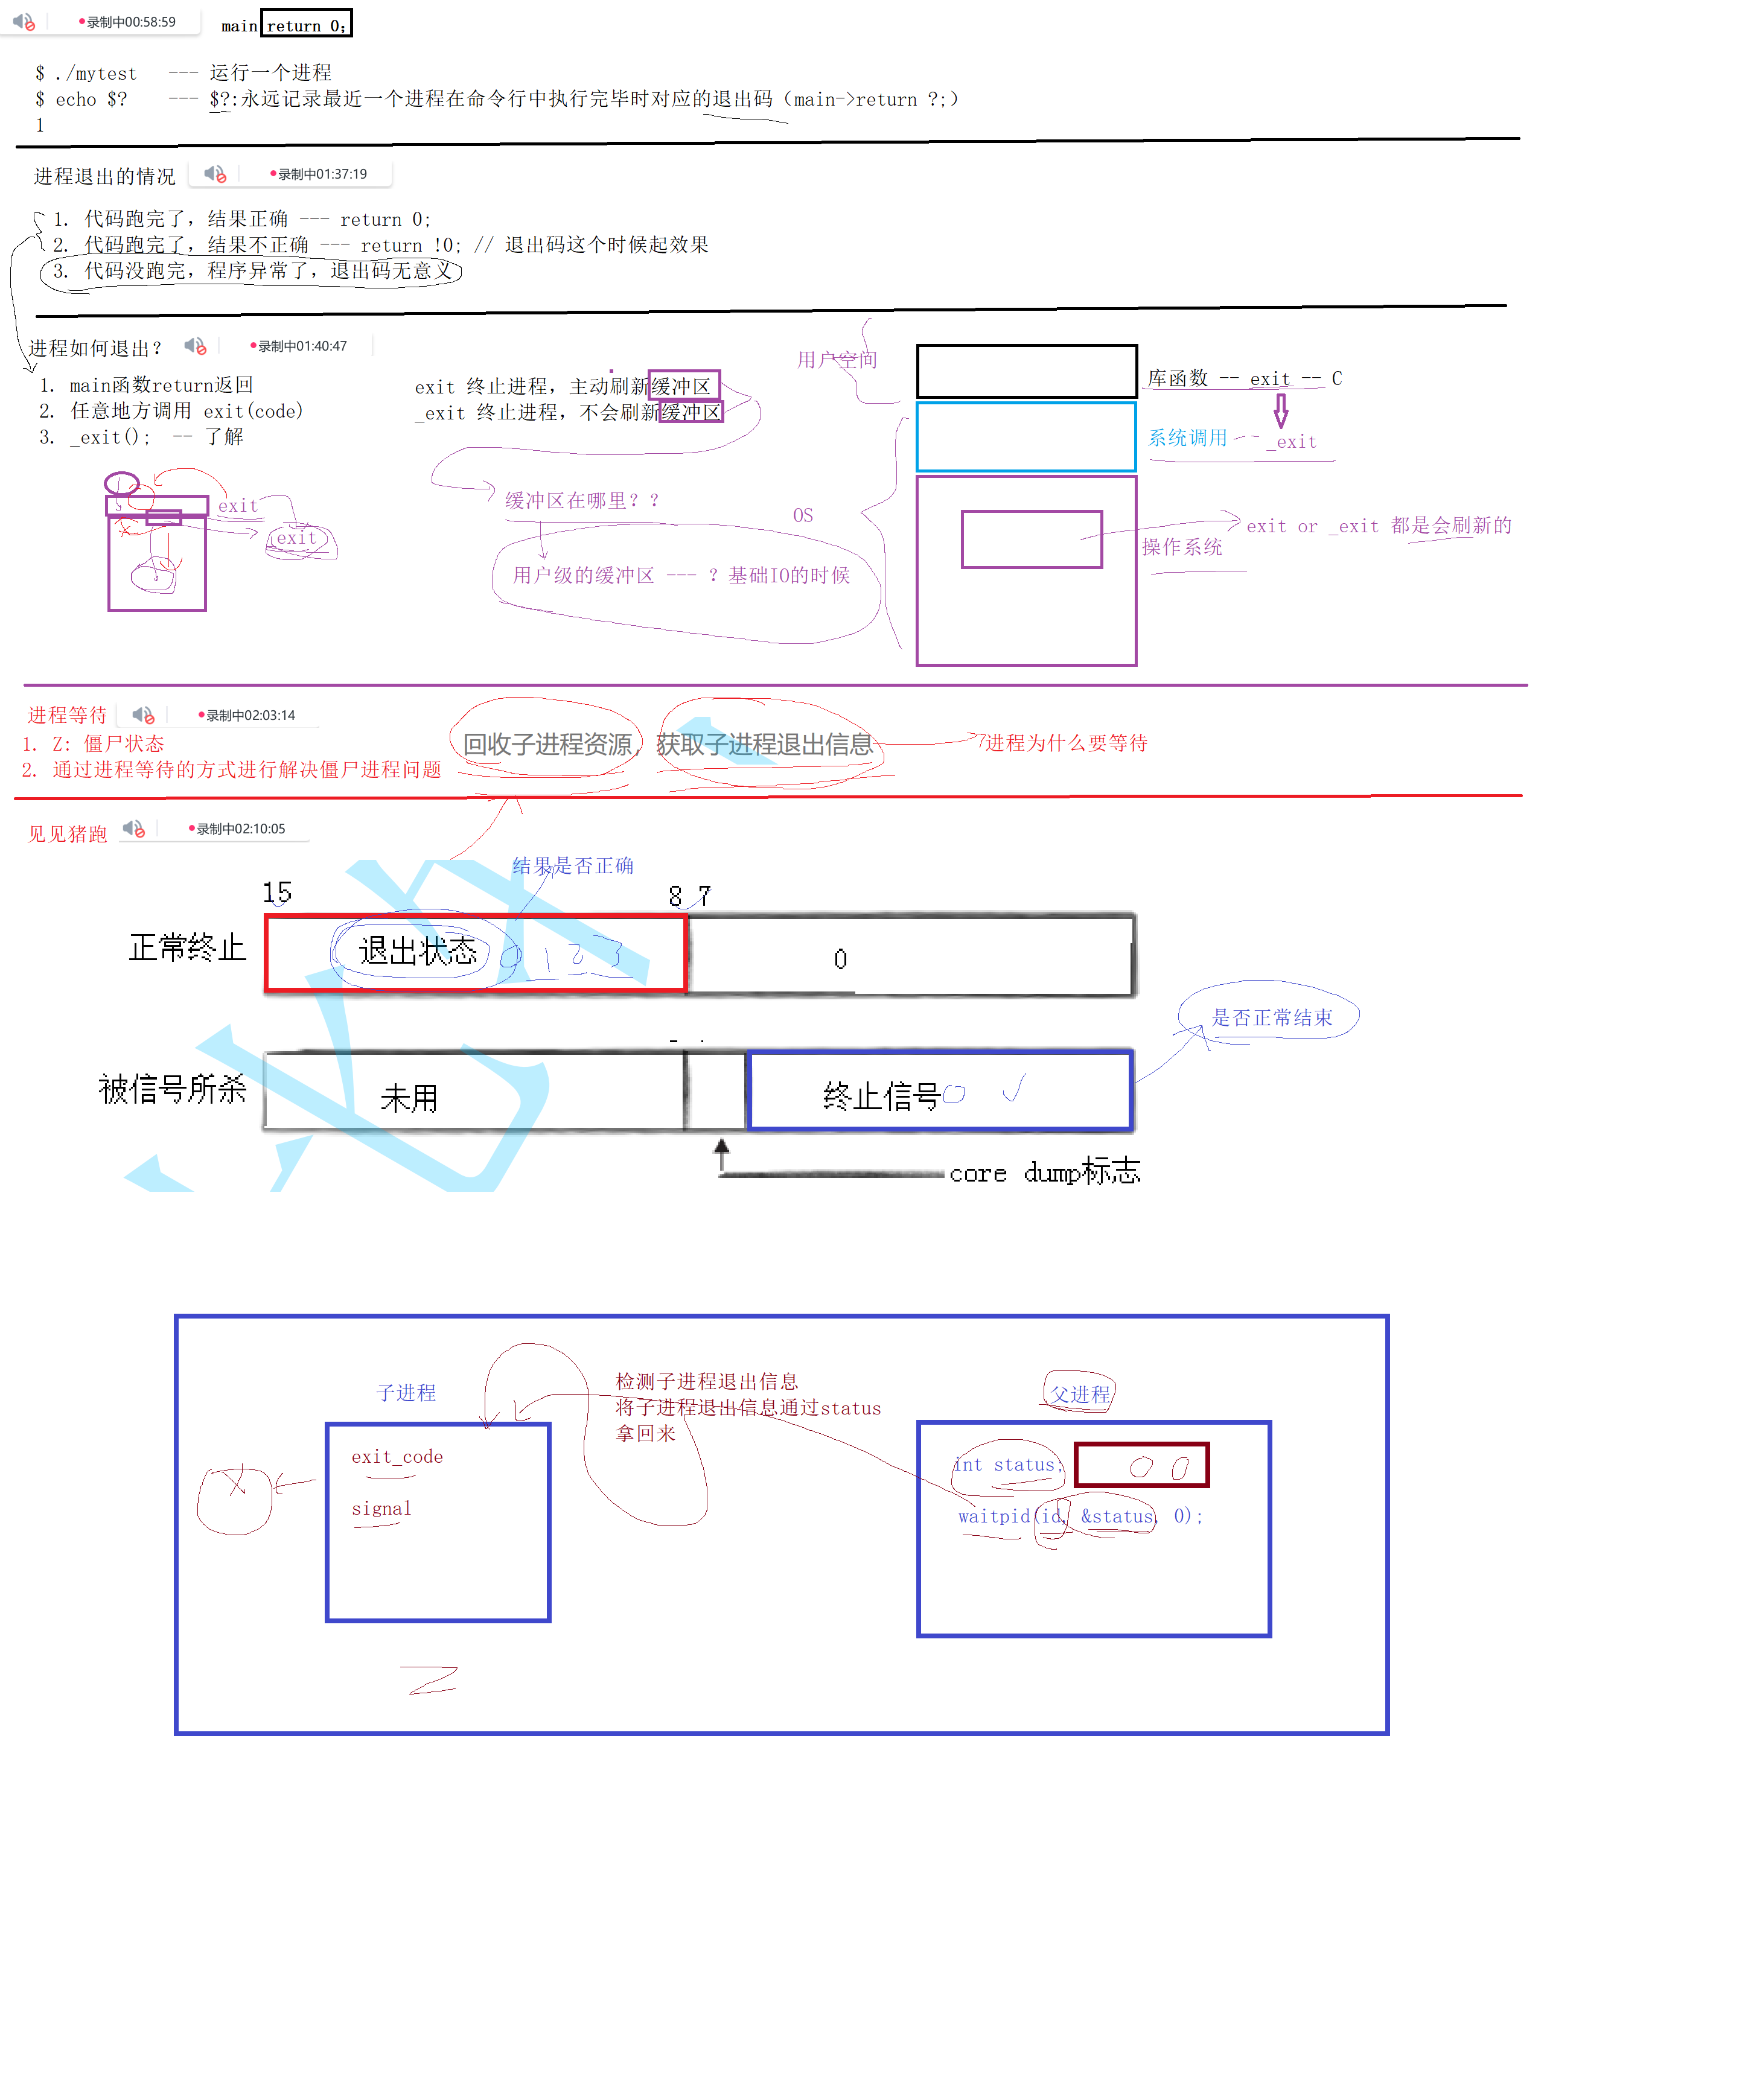 录制中00:58:59
main return 0;
$ ./mytest --- 运行一个进程
$ echo $? --- $?:永远记录最近一个进程在命令行中执行完毕时对应的退出码（main->return ?;）
1
进程退出的情况
录制中01:37:19
1. 代码跑完了，结果正确 --- return 0;
2. 代码跑完了，结果不正确 --- return !0; // 退出码这个时候起效果
3. 代码没跑完，程序异常了，退出码无意义
进程如何退出？
录制中01:40:47
1. main函数return返回
2. 任意地方调用 exit(code)
3. _exit(); -- 了解
exit 终止进程，主动刷新缓冲区
_exit 终止进程，不会刷新缓冲区
用户空间
库函数 -- exit -- C
系统调用 -- _exit
exit
exit
缓冲区在哪里？？
用户级的缓冲区 --- ？基础IO的时候
OS
exit or _exit 都是会刷新的
操作系统
进程等待
录制中02:03:14
1. Z: 僵尸状态
2. 通过进程等待的方式进行解决僵尸进程问题
回收子进程资源，获取子进程退出信息
进程为什么要等待
见见猪跑
录制中02:10:05
结果是否正确
15
8 7
正常终止
退出状态 0 1 2 3
0
是否正常结束
被信号所杀
未用
终止信号 0 √
core dump标志
子进程
exit_code
signal
X
Z
检测子进程退出信息
将子进程退出信息通过status
拿回来
父进程
int status;
0 0
waitpid(id, &status, 0);